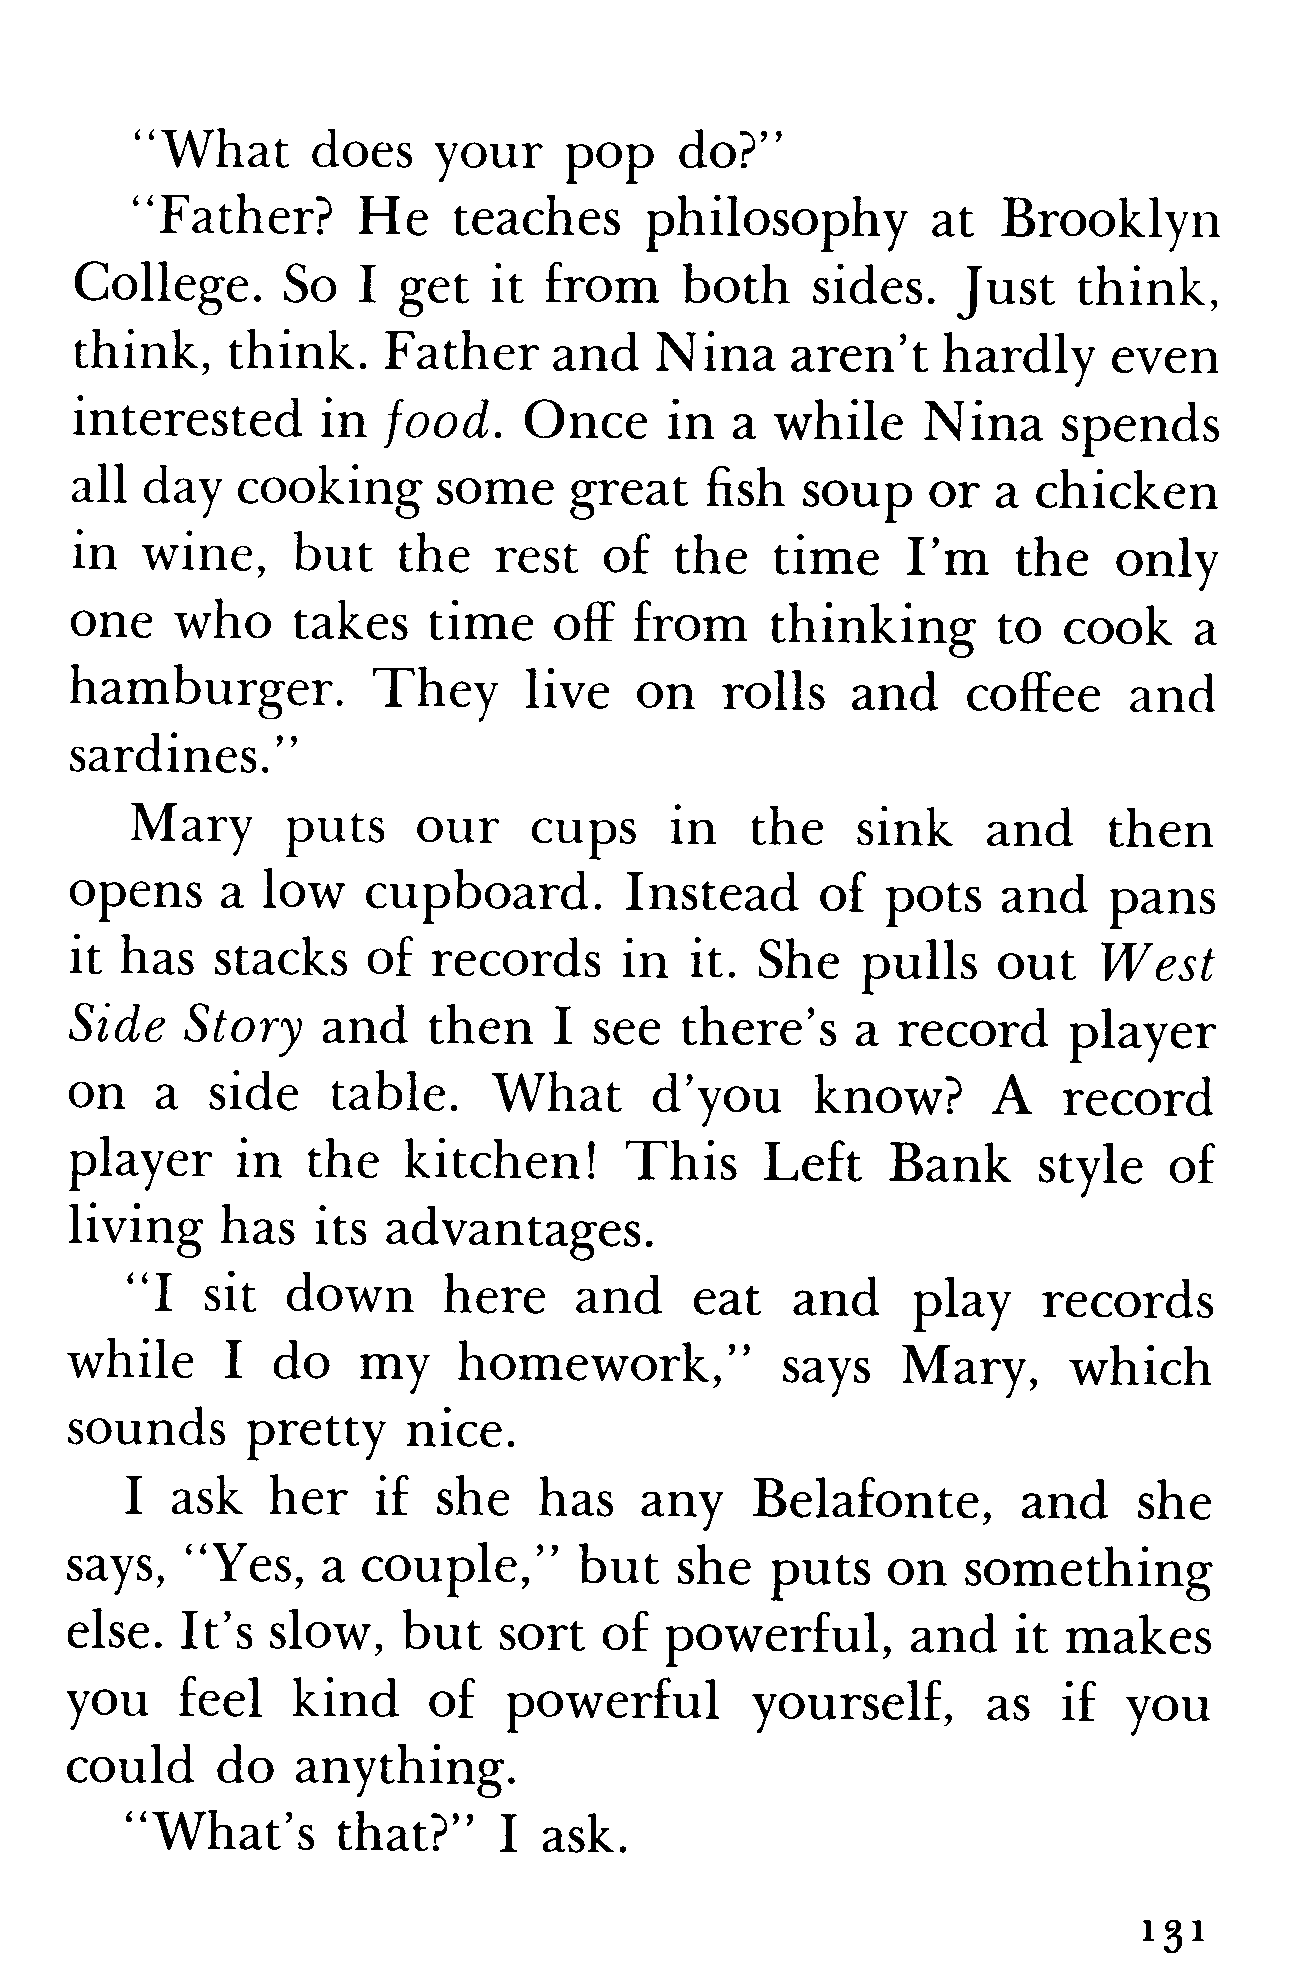 “What does your pop do?”
“Father? He teaches philosophy at Brooklyn
College. So I get it from both sides. Just think,
think, think. Father and Nina aren’t hardly even
interested in food. Once in a while Nina spends
all day cooking some great fish soup or a chicken
in wine, but the rest of the time I’m the only
one who takes time off from thinking to cook a
hamburger. They live on rolls and coffee and
sardines.”
Mary puts our cups in the sink and then
opens a low cupboard. Instead of pots and pans
it has stacks of records in it. She pulls out West
Side Story and then I see there’s a record player
on a side table. What d’you know? A record
player in the kitchen! This Left Bank style of
living has its advantages.
“I sit down here and eat and play records
while I do my homework,” says Mary, which
sounds pretty nice.
I ask her if she has any Belafonte, and she
says, “Yes, a couple,” but she puts on something
else. It’s slow, but sort of powerful, and it makes
you feel kind of powerful yourself, as if you
could do anything.
“What’s that?” I ask.
131